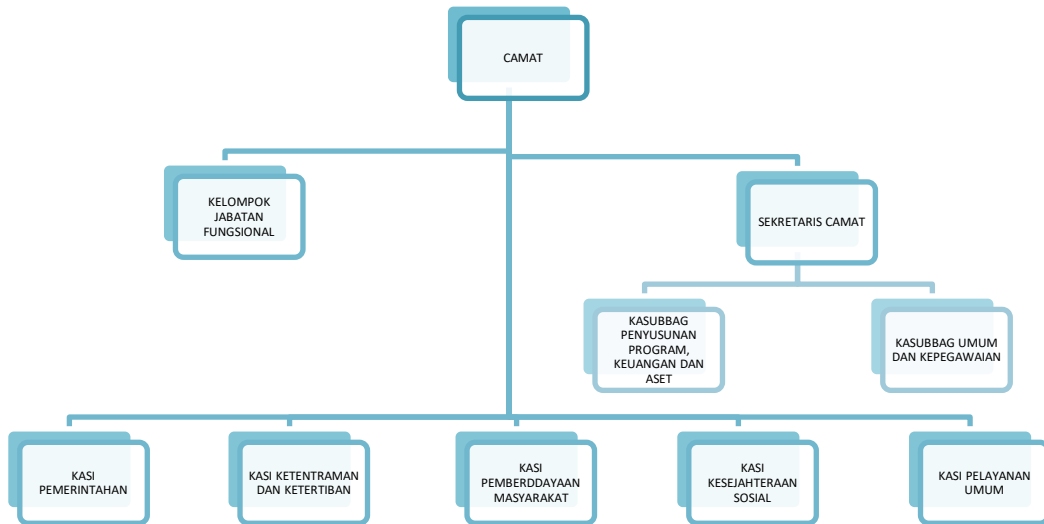 CAMAT
KELOMPOK
JABATAN
FUNGSIONAL
SEKRETARIS CAMAT
KASUBBAG
PENYUSUNAN
PROGRAM,
KEUANGAN DAN
ASET
KASUBBAG UMUM
DAN KEPEGAWAIAN
KASI
PEMERINTAHAN
KASI KETENTRAMAN
DAN KETERTIBAN
KASI
PEMBERDDAYAAN
MASYARAKAT
KASI
KESEJAHTERAAN
SOSIAL
KASI PELAYANAN
UMUM